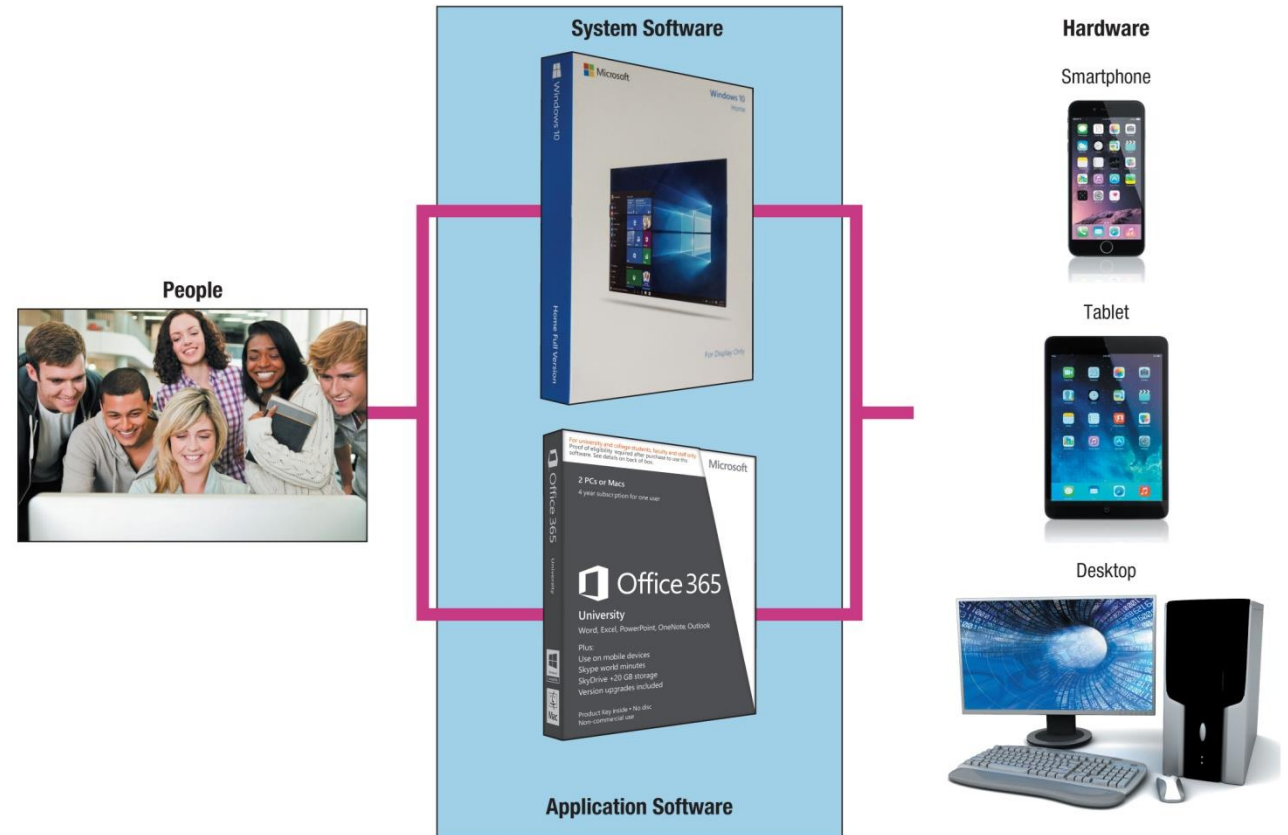 System Software
Hardware
Smartphone
Microsoft
Windows 10
Home
Windows 10
Home Full Version
For Display Only
People
Tablet
For university and college students, faculty and staff only
Proof of eligibility required after purchase to use this
software. See details on back of box.
Microsoft
2 PCs or Macs
4 year subscription for one user
Office 365
University
Office 365
University
Word, Excel, PowerPoint, OneNote, Outlook
Plus:
Use on mobile devices
Skype world minutes
SkyDrive +20 GB storage
Version upgrades included
Product Key inside • No disc
Non-commercial use
Mac
Desktop
Application Software